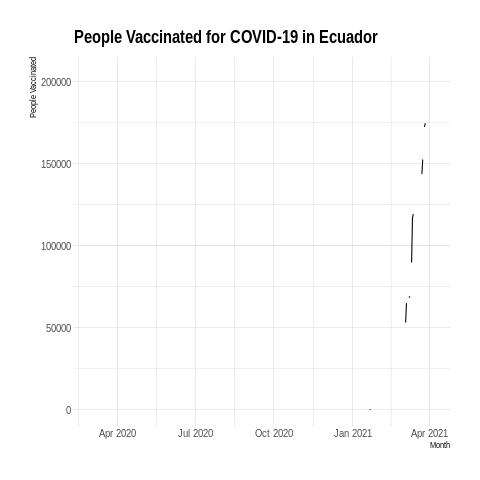 People Vaccinated for COVID-19 in Ecuador
People Vaccinated
200000
150000
100000
50000
0
Apr 2020 Jul 2020 Oct 2020 Jan 2021 Apr 2021
Month